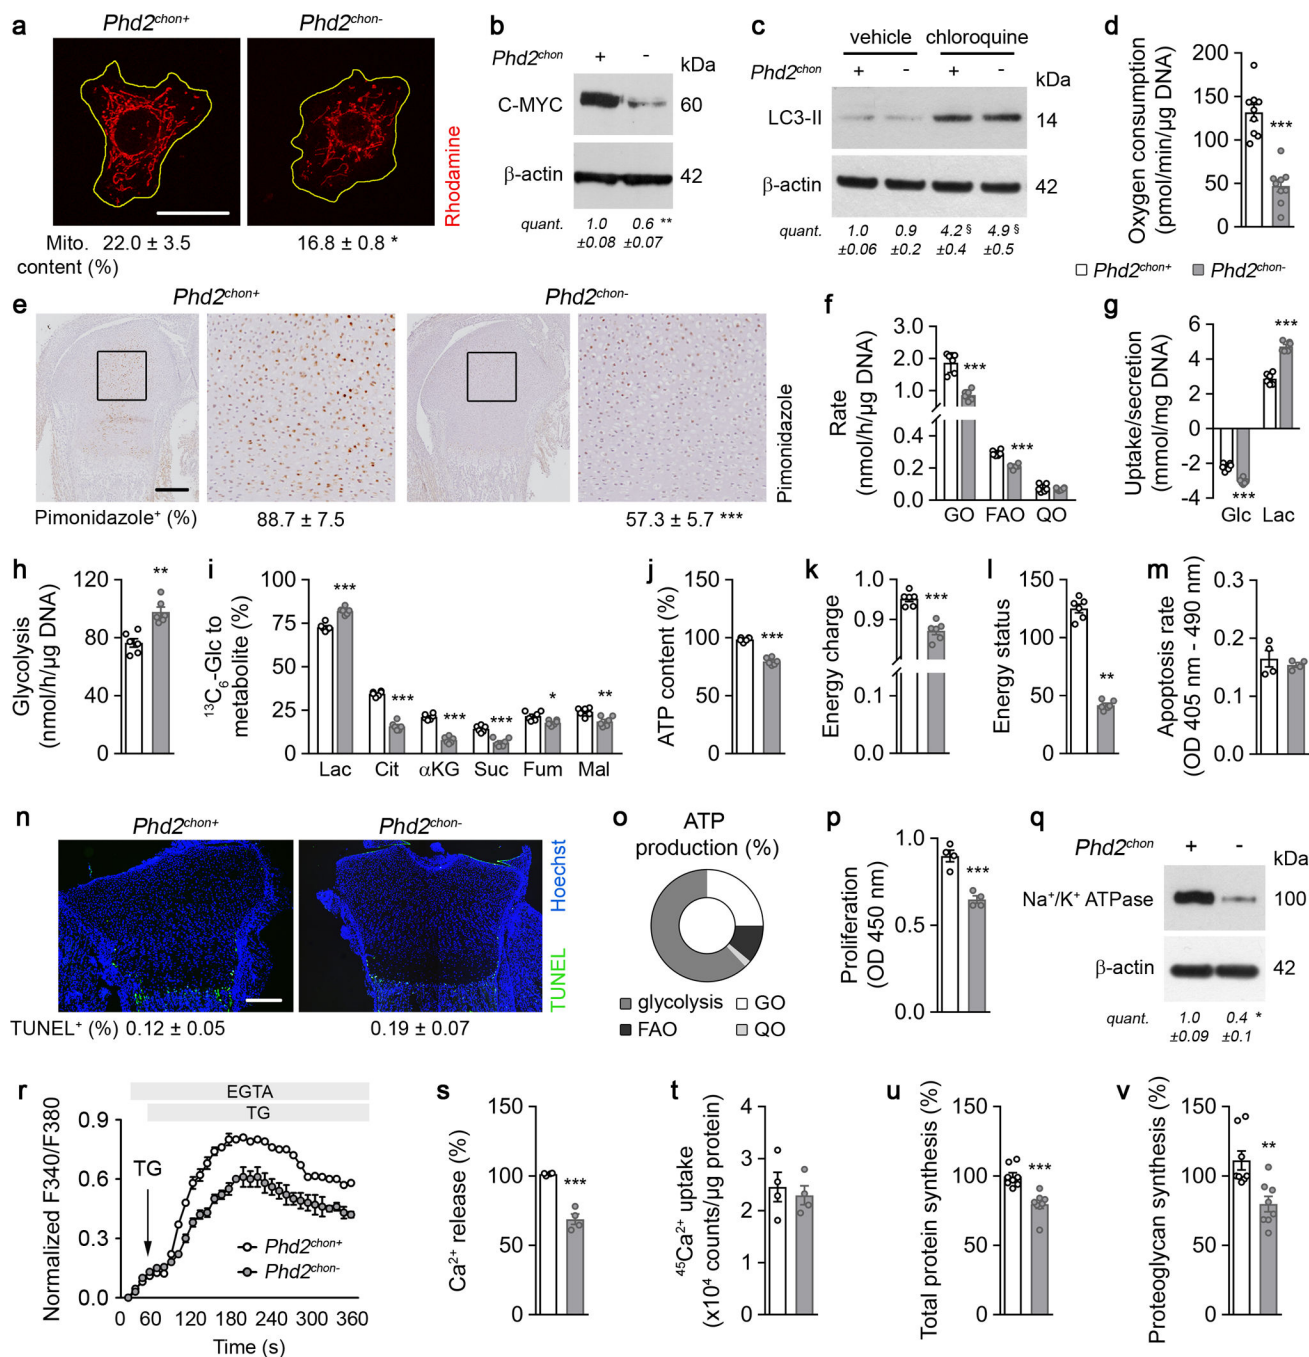 a
Phd2chon+
Phd2chon-
Rhodamine
Mito. content (%)
22.0 ± 3.5
16.8 ± 0.8 *
b
Phd2chon
+
-
kDa
C-MYC
60
β-actin
42
quant.
1.0 ±0.08
0.6 ** ±0.07
c
vehicle
chloroquine
Phd2chon
+
-
+
-
kDa
LC3-II
14
β-actin
42
quant.
1.0 ±0.06
0.9 ±0.2
4.2 § ±0.4
4.9 § ±0.5
d
Oxygen consumption
(pmol/min/µg DNA)
200
150
100
50
0
***
Phd2chon+
Phd2chon-
e
Phd2chon+
Phd2chon-
Pimonidazole
Pimonidazole+ (%)
88.7 ± 7.5
57.3 ± 5.7 ***
f
Rate
(nmol/h/µg DNA)
3.0
2.0
1.0
0.4
0.2
0.0
***
***
GO
FAO
QO
g
Uptake/secretion
(mmol/mg DNA)
6
4
2
0
-2
-4
***
***
Glc
Lac
h
Glycolysis
(nmol/h/µg DNA)
120
80
40
0
**
i
13C6-Glc to
metabolite (%)
100
75
50
25
0
***
***
***
***
*
**
Lac
Cit
αKG
Suc
Fum
Mal
j
ATP content (%)
150
100
50
0
***
k
Energy charge
1.0
0.9
0.1
0.0
***
l
Energy status
150
100
50
0
**
m
Apoptosis rate
(OD 405 nm - 490 nm)
0.3
0.2
0.1
0.0
n
Phd2chon+
Phd2chon-
TUNEL
Hoechst
TUNEL+ (%)
0.12 ± 0.05
0.19 ± 0.07
o
ATP
production (%)
glycolysis
GO
FAO
QO
p
Proliferation
(OD 450 nm)
1.0
0.5
0.0
***
q
Phd2chon
+
-
kDa
Na+/K+ ATPase
100
β-actin
42
quant.
1.0 ±0.09
0.4 * ±0.1
r
EGTA
TG
Normalized F340/F380
0.9
0.6
0.3
0.0
TG
Phd2chon+
Phd2chon-
0
60
120
180
240
300
360
Time (s)
s
Ca2+ release (%)
150
100
50
0
***
t
45Ca2+ uptake
(x104 counts/µg protein)
4
3
2
1
0
u
Total protein synthesis (%)
150
100
50
0
***
v
Proteoglycan synthesis (%)
150
100
50
0
**